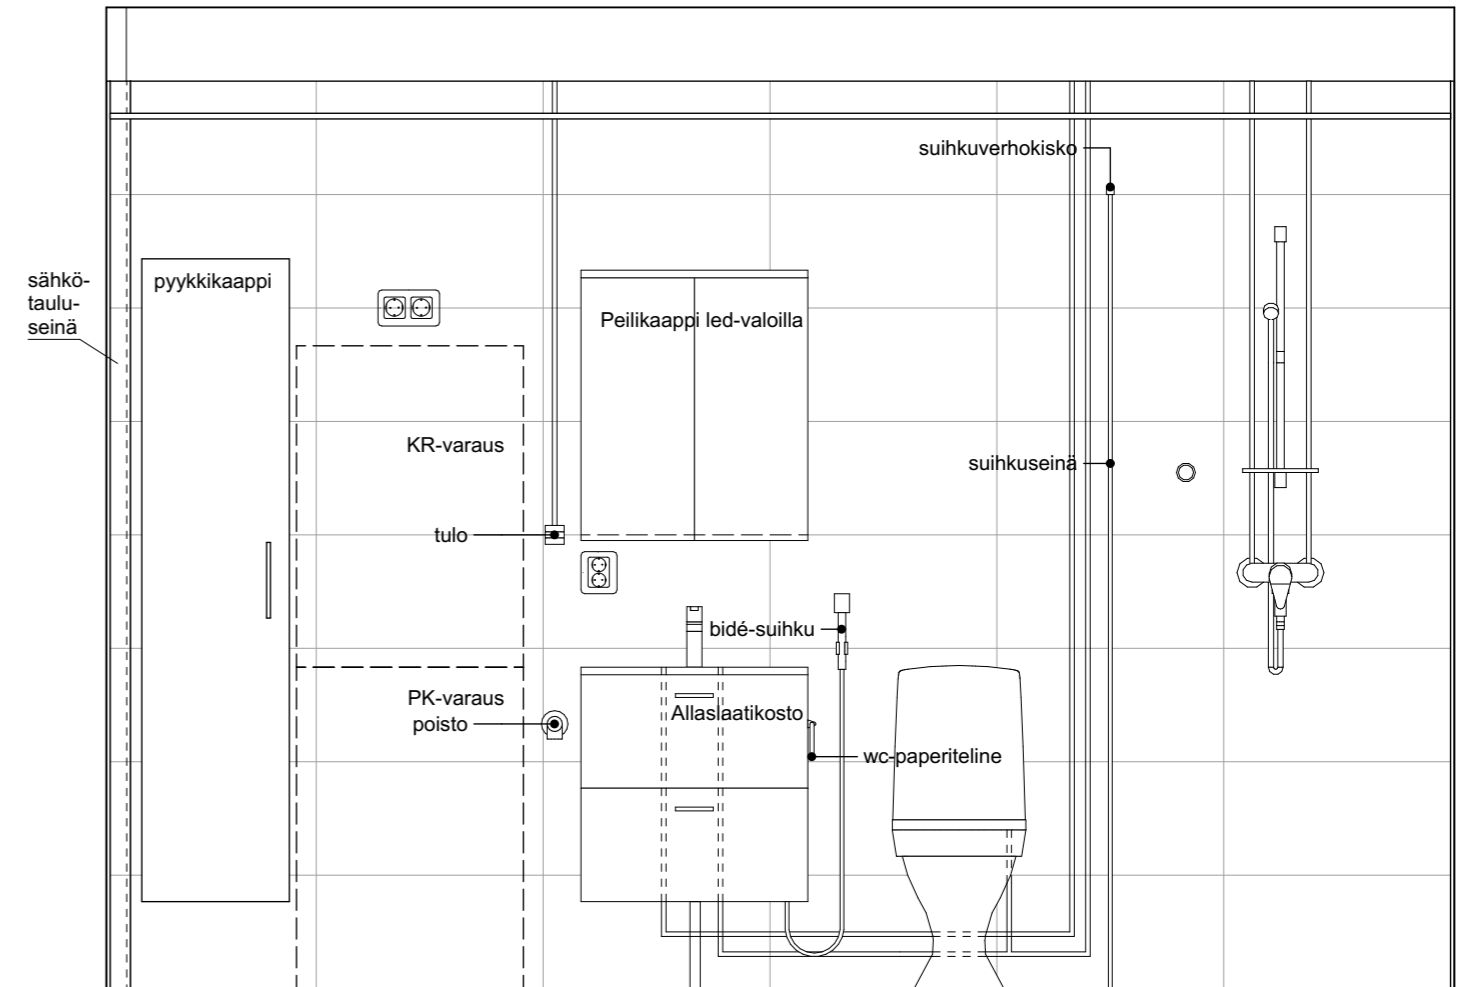 suihkuverhokisko
sähkö-
taulu-
seinä
pyykkikaappi
Peilikaappi led-valoilla
KR-varaus
suihkuseinä
tulo
bidé-suihku
PK-varaus
poisto
Allaslaatikosto
wc-paperiteline